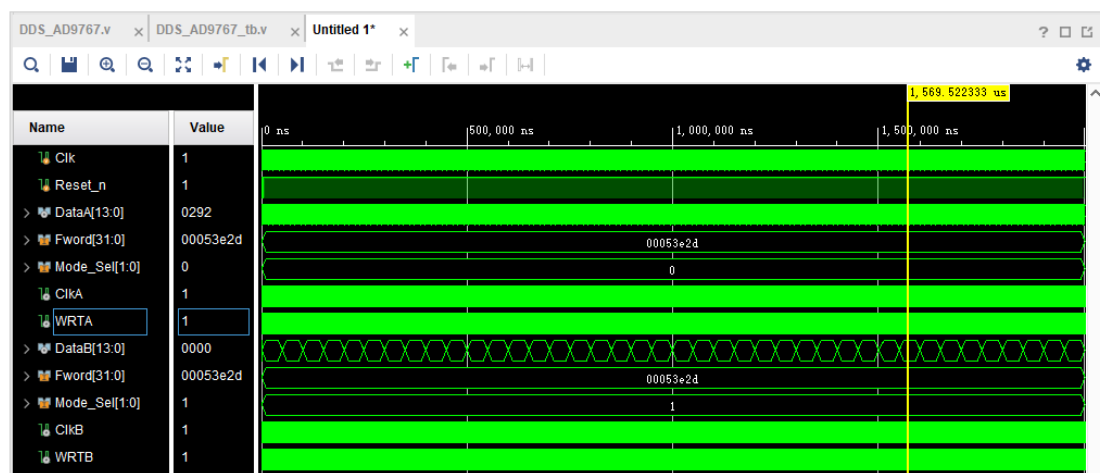 DDS_AD9767.v × DDS_AD9767_tb.v × Untitled 1* ×
1,569.522333 us
Name Value 0 ns 500,000 ns 1,000,000 ns 1,500,000 ns
Clk 1
Reset_n 1
DataA[13:0] 0292
Fword[31:0] 00053e2d 00053e2d
Mode_Sel[1:0] 0 0
ClkA 1
WRTA 1
DataB[13:0] 0000
Fword[31:0] 00053e2d 00053e2d
Mode_Sel[1:0] 1 1
ClkB 1
WRTB 1